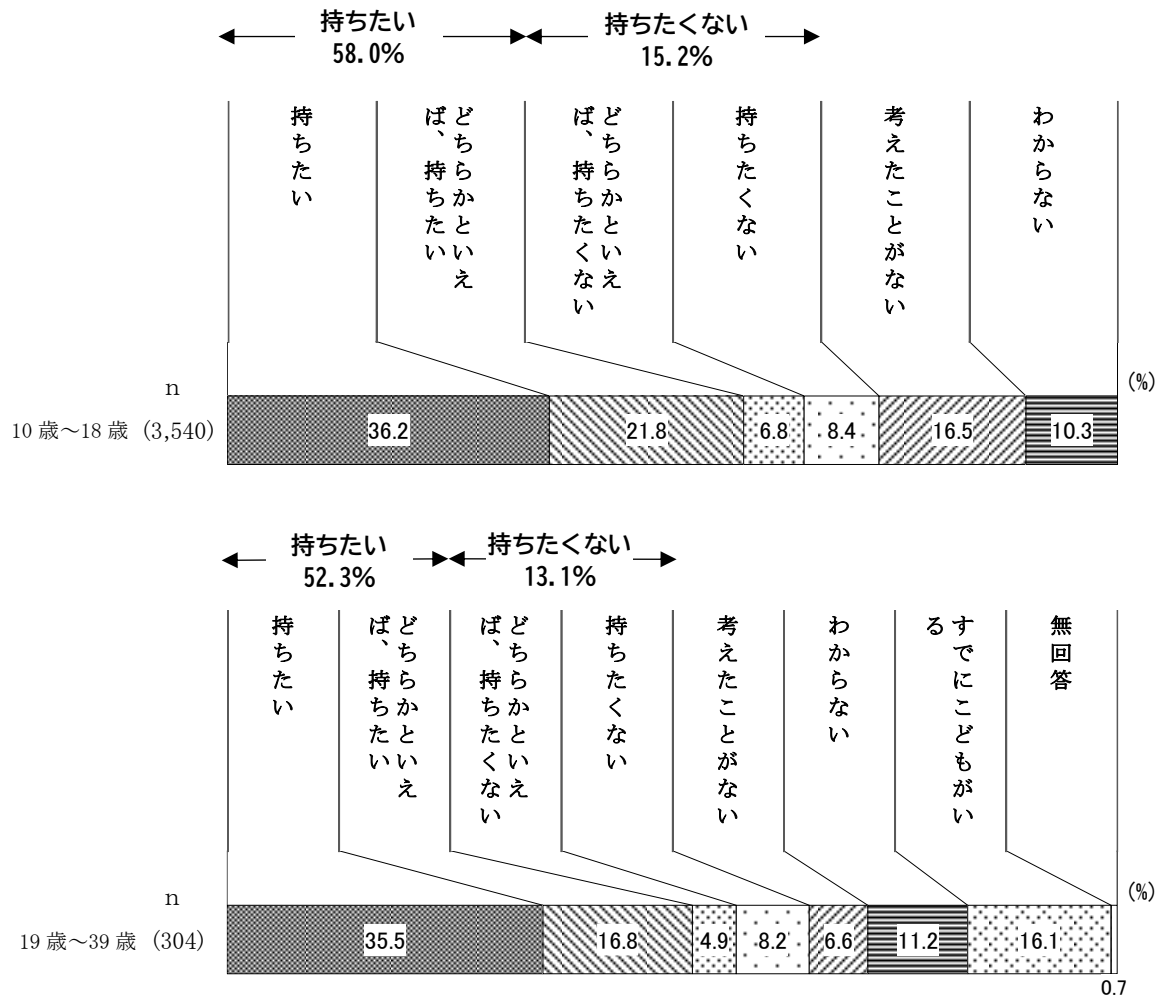 持ちたい
58.0%
持ちたくない
15.2%
持ちたい
どちらかといえ
ば、持ちたい
どちらかといえ
ば、持ちたくない
持ちたくない
考えたことがない
わからない
(%)
n
10 歳～18 歳 (3,540)
36.2
21.8
6.8
8.4
16.5
10.3
持ちたい
52.3%
持ちたくない
13.1%
持ちたい
どちらかといえ
ば、持ちたい
どちらかといえ
ば、持ちたくない
持ちたくない
考えたことがない
わからない
すでにこどもがい
る
無回答
(%)
n
19 歳～39 歳 (304)
35.5
16.8
4.9
8.2
6.6
11.2
16.1
0.7